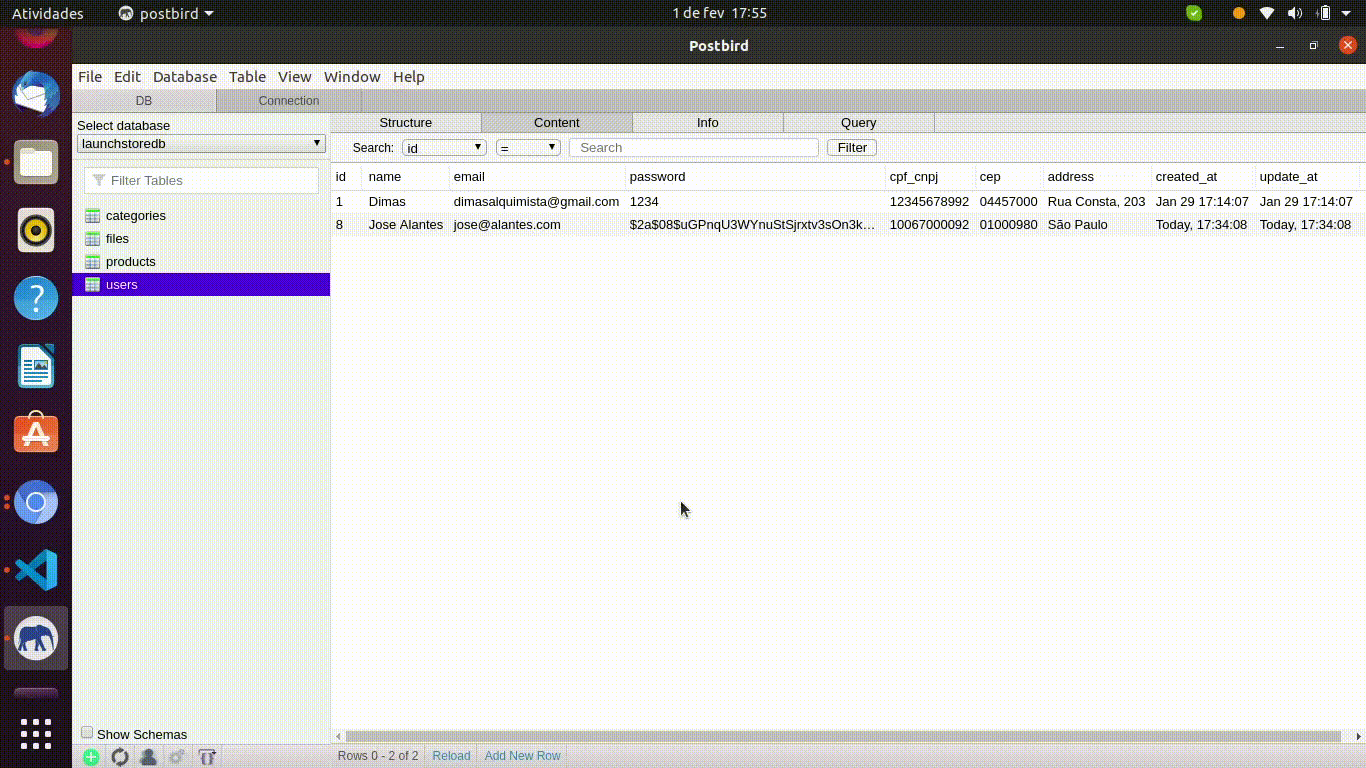 Atividades postbird 1 de fev 17:55
Postbird
File Edit Database Table View Window Help
DB Connection
Select database
launchstoredb
Filter Tables
categories
files
products
users
Show Schemas
Structure Content Info Query
Search: id = Search Filter
id name email password cpf_cnpj cep address created_at update_at
1 Dimas dimasalquimista@gmail.com 1234 12345678992 04457000 Rua Consta, 203 Jan 29 17:14:07 Jan 29 17:14:07
8 Jose Alantes jose@alantes.com $2a$08$uGPnqU3WYnuStSjrxtv3sOn3k... 10067000092 01000980 São Paulo Today, 17:34:08 Today, 17:34:08
Rows 0 - 2 of 2 Reload Add New Row